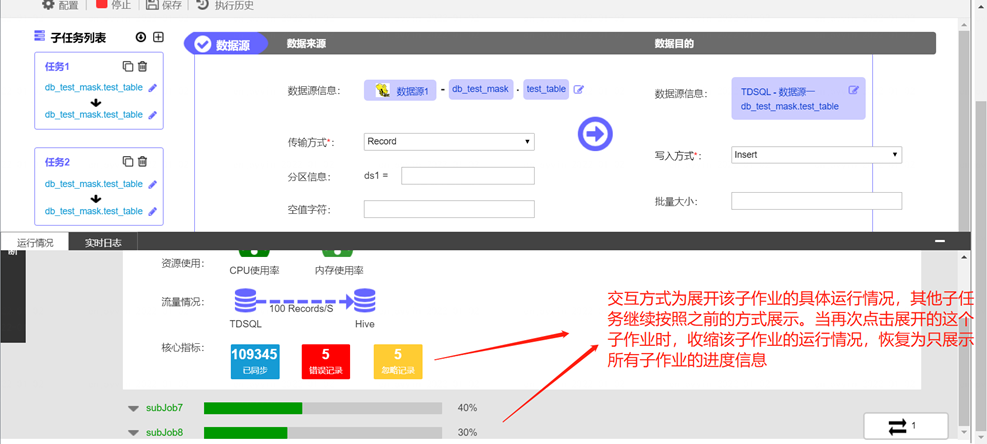 配置 停止 保存 执行历史
子任务列表
数据源 数据来源 数据目的
任务1
db_test_mask.test_table
db_test_mask.test_table
任务2
db_test_mask.test_table
db_test_mask.test_table
数据源信息: 数据源1 - db_test_mask . test_table
传输方式*: Record
分区信息: ds1 =
空值字符:
数据源信息: TDSQL - 数据源一
db_test_mask.test_table
写入方式*: Insert
批量大小:
运行情况 实时日志
资源使用: CPU使用率 内存使用率
流量情况: 100 Records/S
TDSQL Hive
核心指标: 109345 5 5
已同步 错误记录 忽略记录
交互方式为展开该子作业的具体运行情况，其他子任
务继续按照之前的方式展示。当再次点击展开的这个
子作业时，收缩该子作业的运行情况，恢复为只展示
所有子作业的进度信息
subJob7 40%
subJob8 30%
1